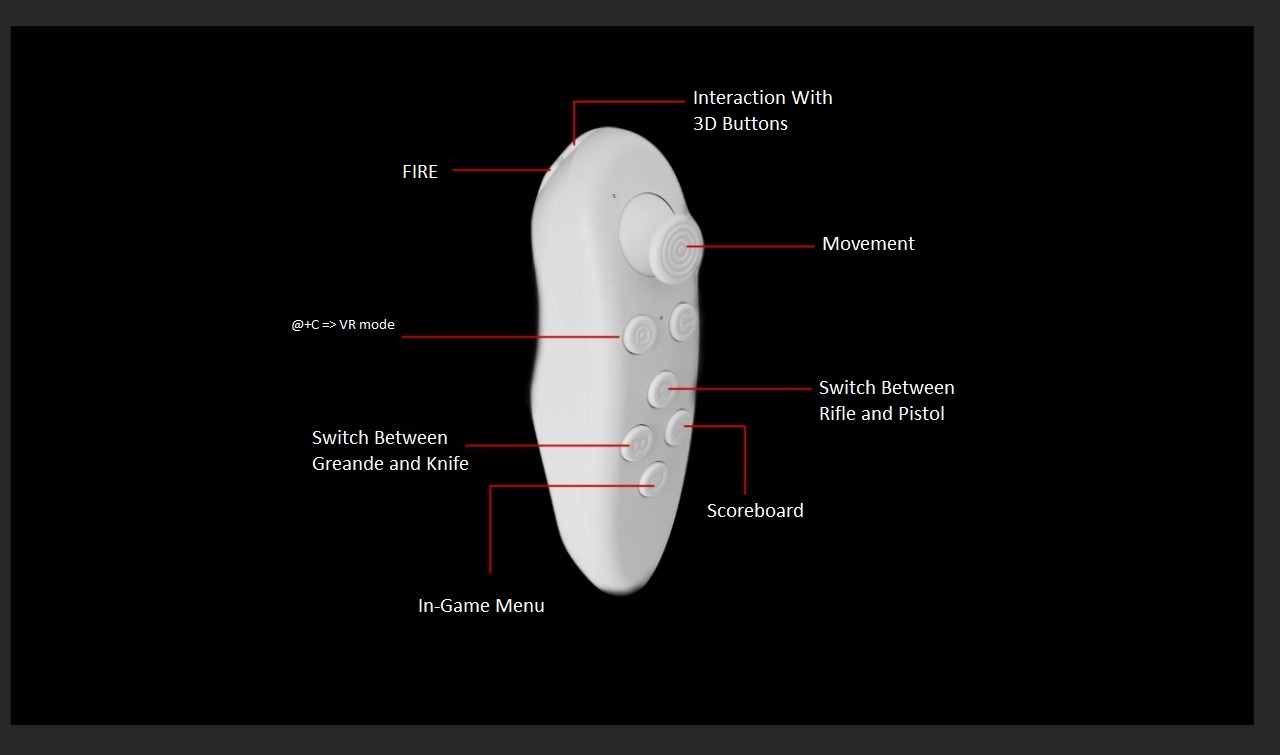 Interaction With
3D Buttons
FIRE
Movement
@+C => VR mode
Switch Between
Rifle and Pistol
Switch Between
Greande and Knife
Scoreboard
In-Game Menu